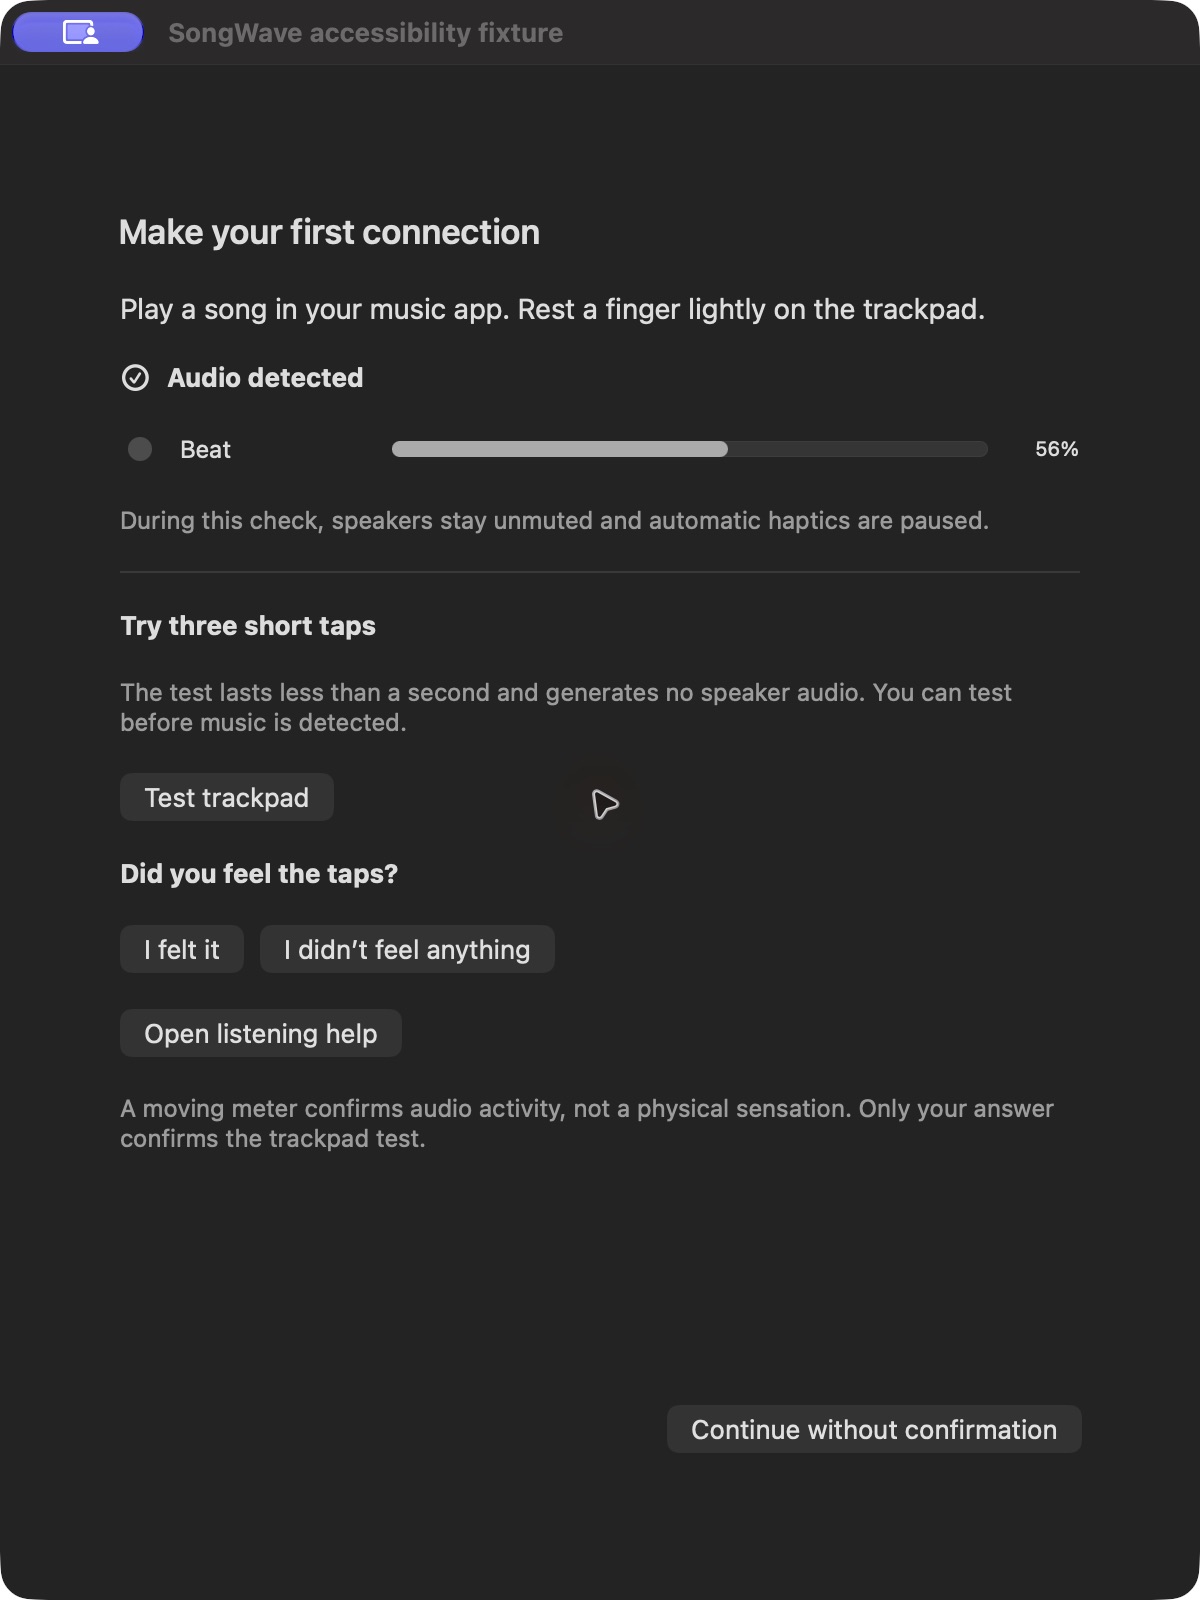 SongWave accessibility fixture
Make your first connection
Play a song in your music app. Rest a finger lightly on the trackpad.
Audio detected
Beat 56%
During this check, speakers stay unmuted and automatic haptics are paused.
Try three short taps
The test lasts less than a second and generates no speaker audio. You can test
before music is detected.
Test trackpad
Did you feel the taps?
I felt it I didn’t feel anything
Open listening help
A moving meter confirms audio activity, not a physical sensation. Only your answer
confirms the trackpad test.
Continue without confirmation